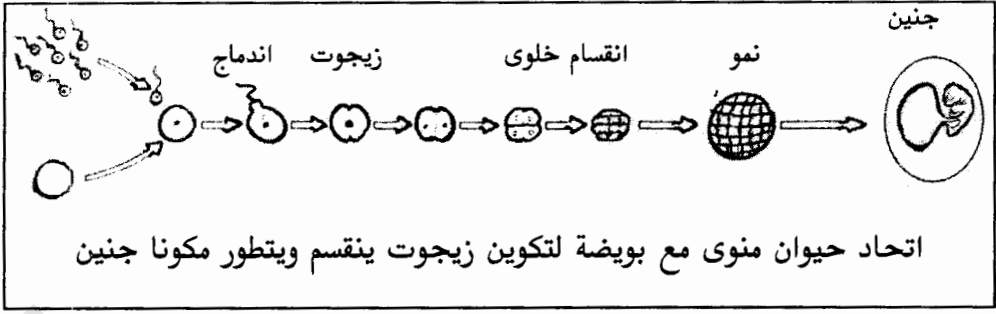 جنين
نمو
انقسام خلوى
زيجوت
اندماج
اتحاد حيوان منوى مع بويضة لتكوين زيجوت ينقسم ويتطور مكونا جنين